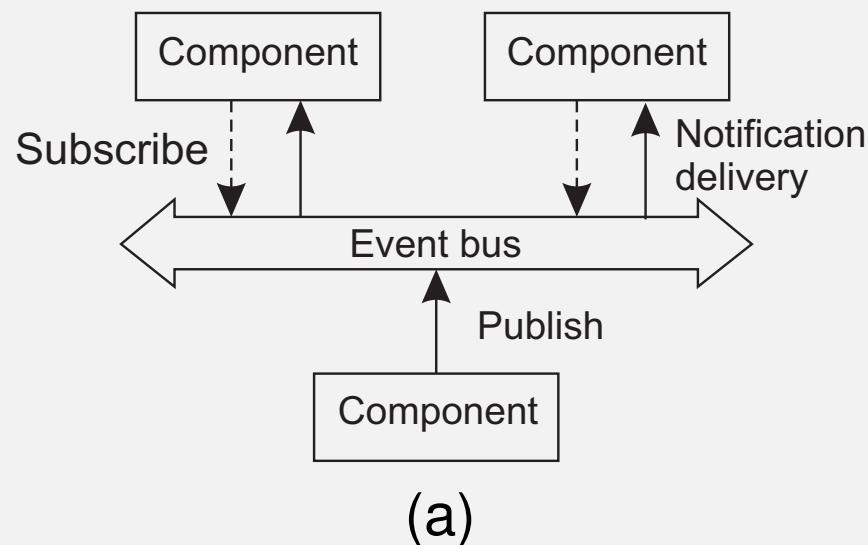 Component
Component
Subscribe
Notification
delivery
Event bus
Publish
Component
(a)